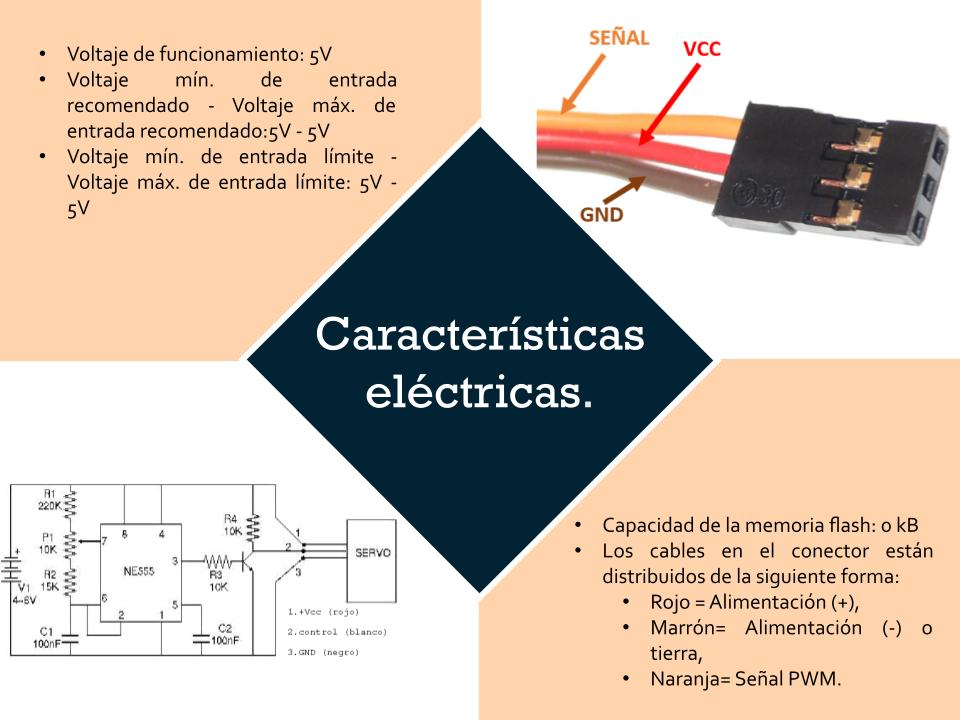 • Voltaje de funcionamiento: 5V
• Voltaje mín. de entrada
recomendado - Voltaje máx. de
entrada recomendado:5V - 5V
• Voltaje mín. de entrada límite -
Voltaje máx. de entrada límite: 5V -
5V
SEÑAL
VCC
GND
Características
eléctricas.
R1
220K
P1
10K
R2
15K
V1
4-6V
+
C1
100nF
7
8
4
NE555
3
6
2
1
5
R3
10K
R4
10K
C2
100nF
1
2
3
SERVO
1.+Vcc (rojo)
2.control (blanco)
3.GND (negro)
• Capacidad de la memoria flash: 0 kB
• Los cables en el conector están
distribuidos de la siguiente forma:
• Rojo = Alimentación (+),
• Marrón= Alimentación (-) o
tierra,
• Naranja= Señal PWM.